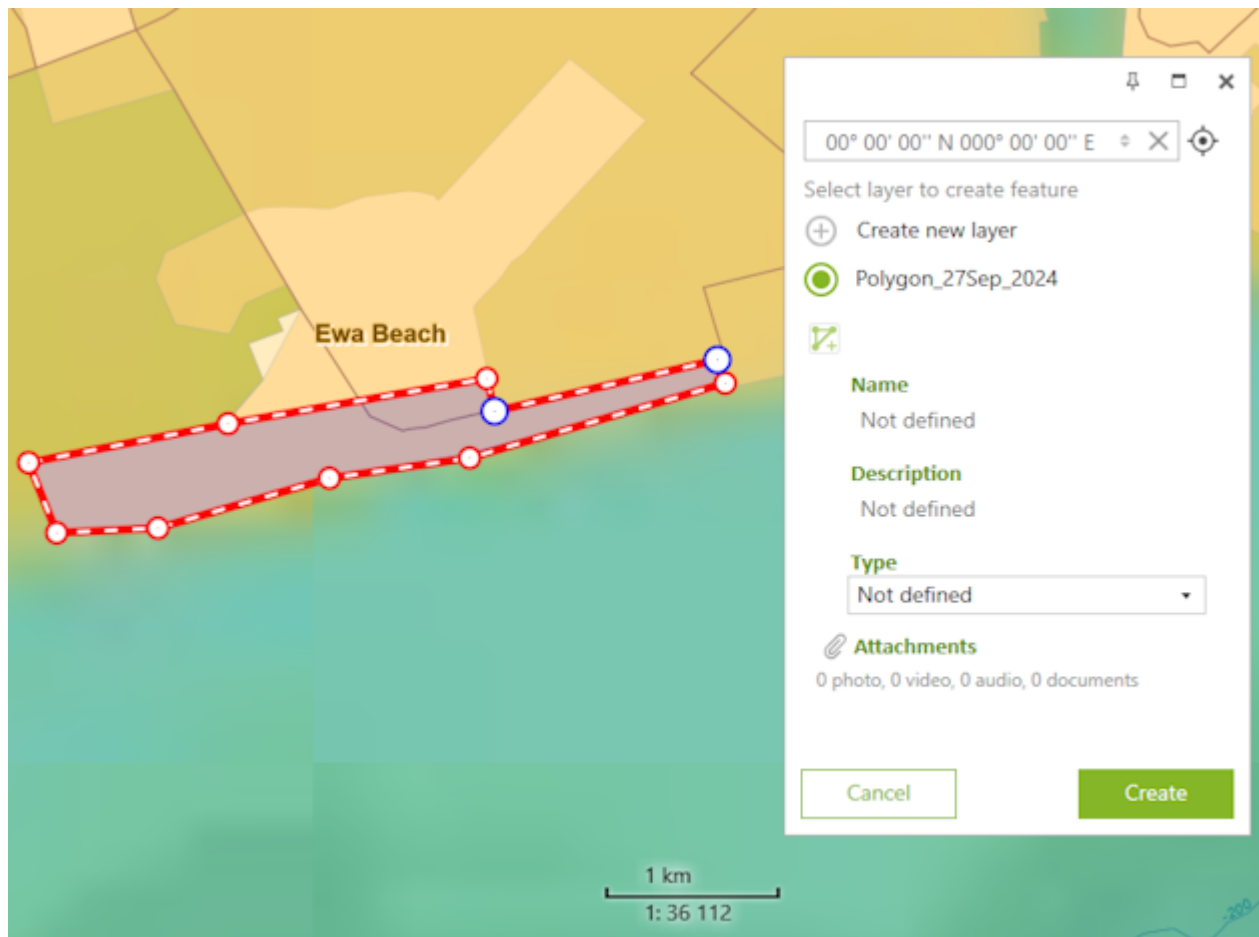 00° 00' 00" N 000° 00' 00" E
Select layer to create feature
Create new layer
Polygon_27Sep_2024
Name
Not defined
Description
Not defined
Type
Not defined
Attachments
0 photo, 0 video, 0 audio, 0 documents
Cancel
Create
Ewa Beach
1 km
1: 36 112
-200